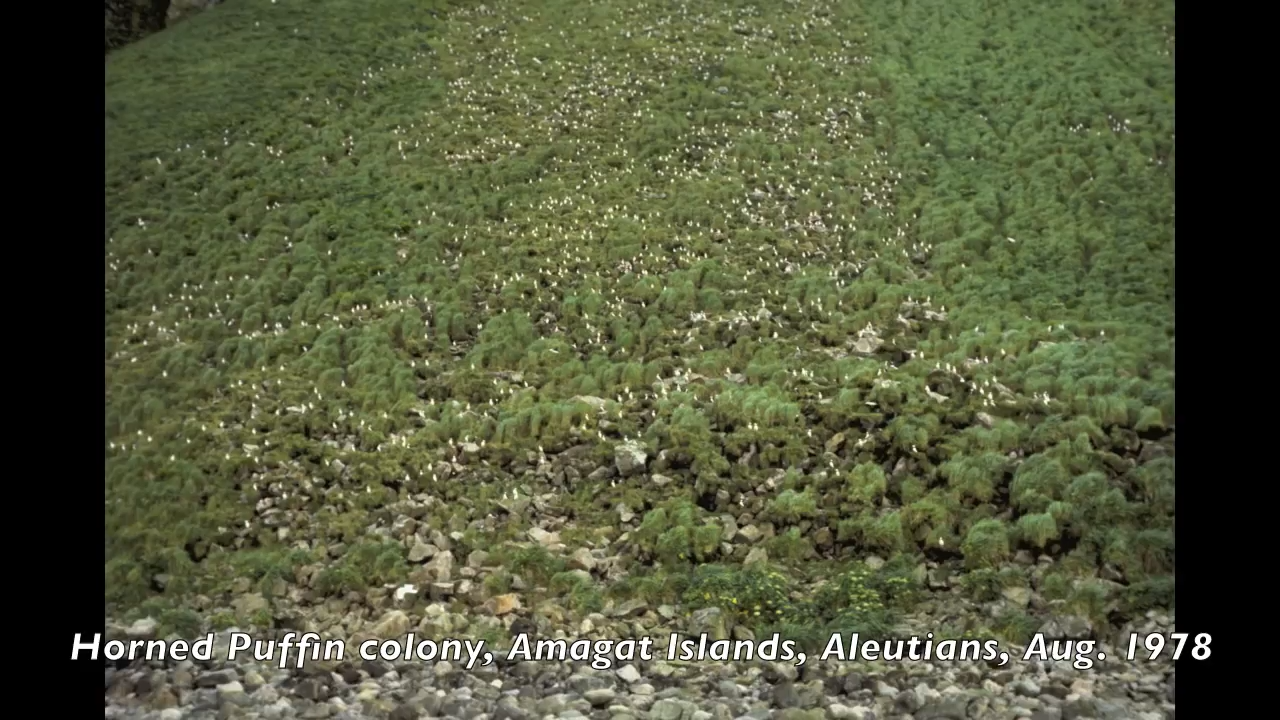 Horned Puffin colony, Amagat Islands, Aleutians, Aug. 1978